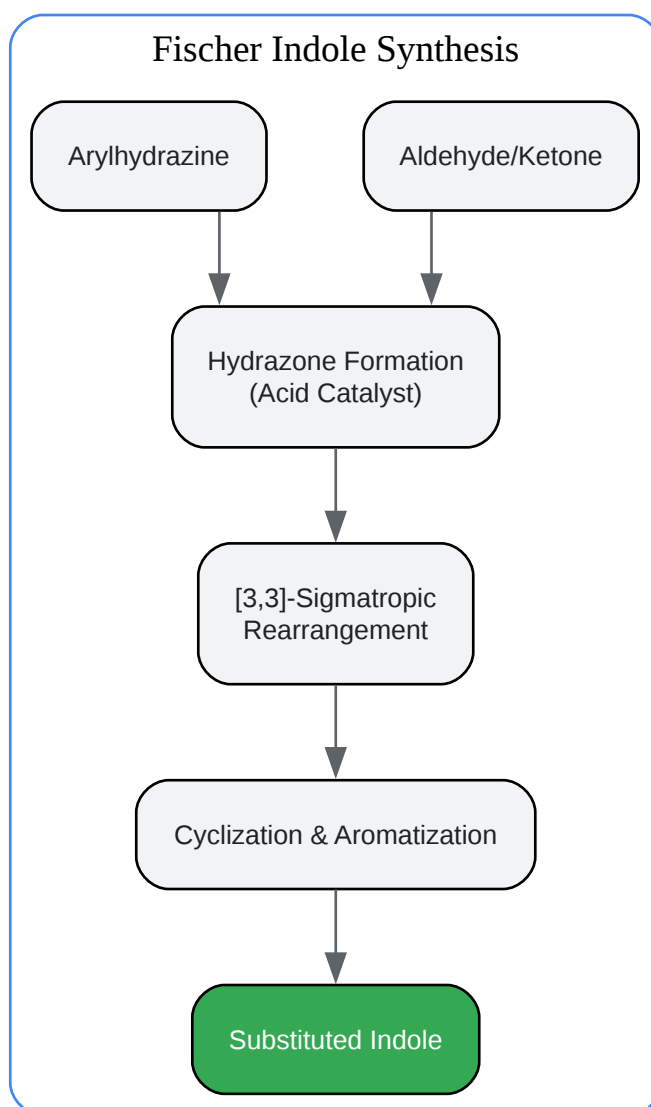 Fischer Indole Synthesis
Arylhydrazine
Aldehyde/Ketone
Hydrazone Formation
(Acid Catalyst)
[3,3]-Sigmatropic
Rearrangement
Cyclization & Aromatization
Substituted Indole